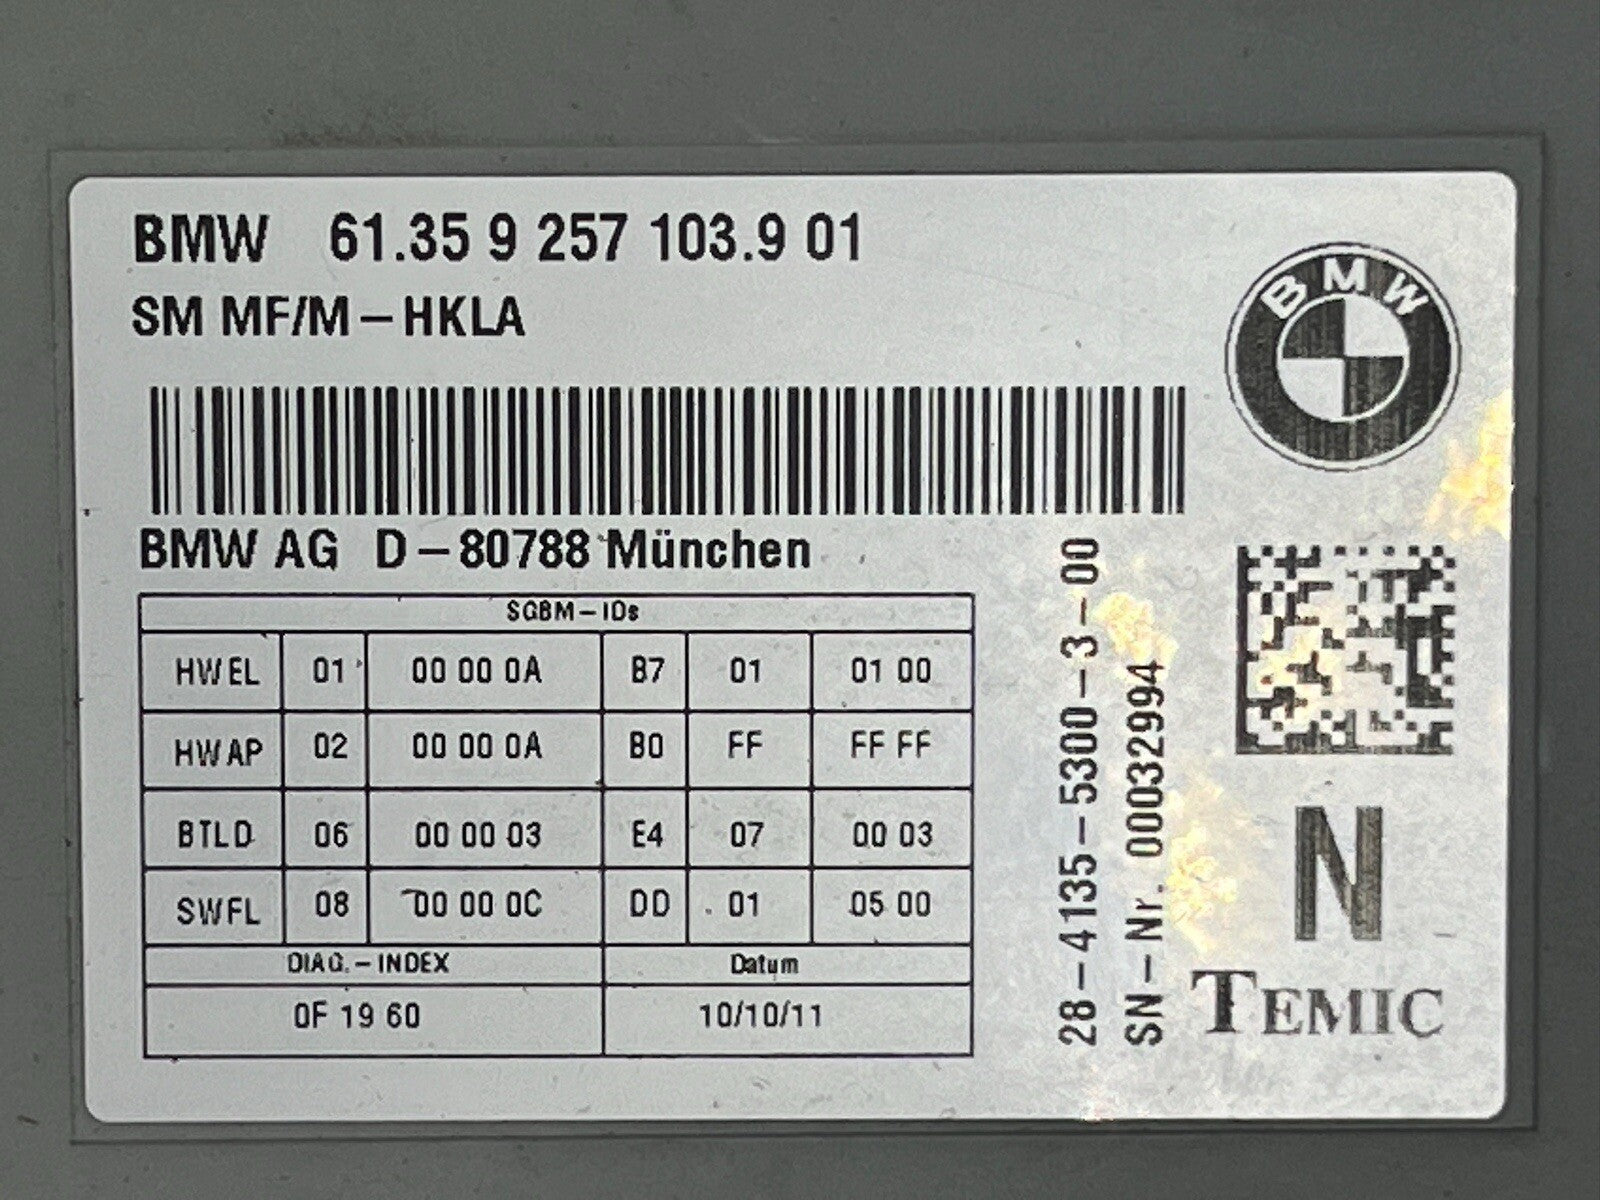 BMW 61.35 9 257 103.9 01
SM MF/M-HKLA
BMW
BMW AG D-80788 München
SGBM-IDs
HWEL 01 00 00 0A B7 01 01 00
HWAP 02 00 00 0A B0 FF FF FF
BTLD 06 00 00 03 E4 07 00 03
SWFL 08 00 00 0C DD 01 05 00
DIAG.-INDEX Datum
0F 19 60 10/10/11
28-4135-5300-3-00
SN-Nr. 00032994
N
TEMIC